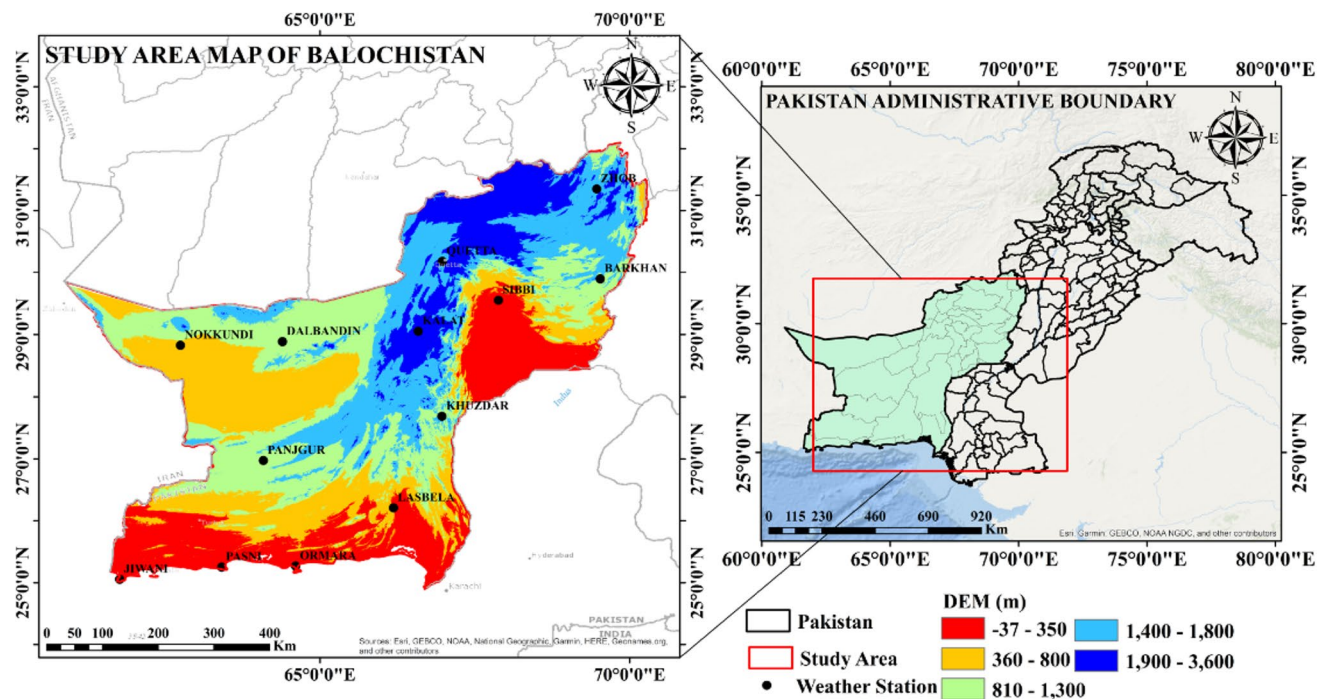 65°0'0"E 70°0'0"E
STUDY AREA MAP OF BALOCHISTAN
N
W E
S
33°0'0"N
31°0'0"N
29°0'0"N
27°0'0"N
25°0'0"N
AFGHANISTAN
IRAN
ZHOB
QUETTA
BARKHAN
SIBBI
KALAT
NOKKUNDI
DALBANDIN
KHUZDAR
Indus
PANJGUR
IRAN
PAKISTAN
LASBELA
PASNI
ORMARA
JIWANI
Hyderabad
Karachi
PAKISTAN
INDIA
0 50 100 200 300 400
Km
Sources: Esri, GEBCO, NOAA, National Geographic, Garmin, HERE, Geonames.org,
and other contributors
33°0'0"N
31°0'0"N
29°0'0"N
27°0'0"N
25°0'0"N
65°0'0"E 70°0'0"E
60°0'0"E 65°0'0"E 70°0'0"E 75°0'0"E 80°0'0"E
PAKISTAN ADMINISTRATIVE BOUNDARY
N
W E
S
35°0'0"N
30°0'0"N
25°0'0"N
35°0'0"N
30°0'0"N
25°0'0"N
0 115 230 460 690 920
Km
Esri, Garmin, GEBCO, NOAA NGDC, and other contributors
60°0'0"E 65°0'0"E 70°0'0"E 75°0'0"E 80°0'0"E
Pakistan
Study Area
Weather Station
DEM (m)
-37 - 350
360 - 800
810 - 1,300
1,400 - 1,800
1,900 - 3,600